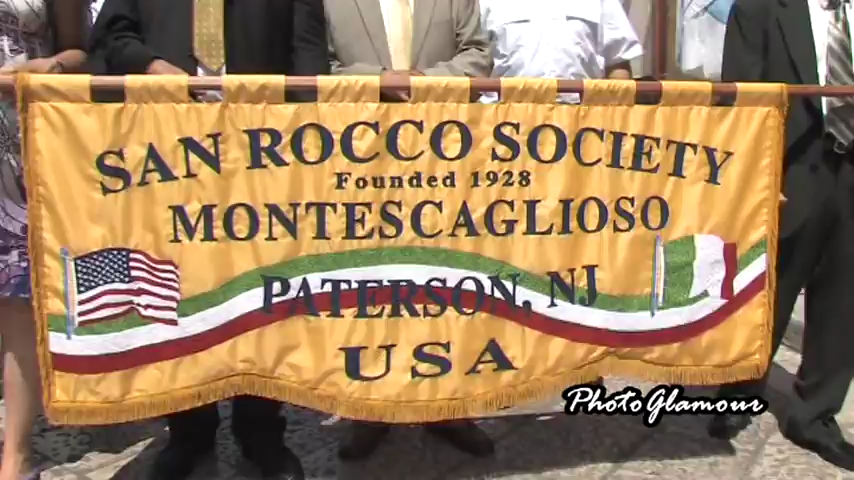 SAN ROCCO SOCIETY
Founded 1928
MONTESCAGLIOSO
PATERSON, NJ
USA
PhotoGlamour